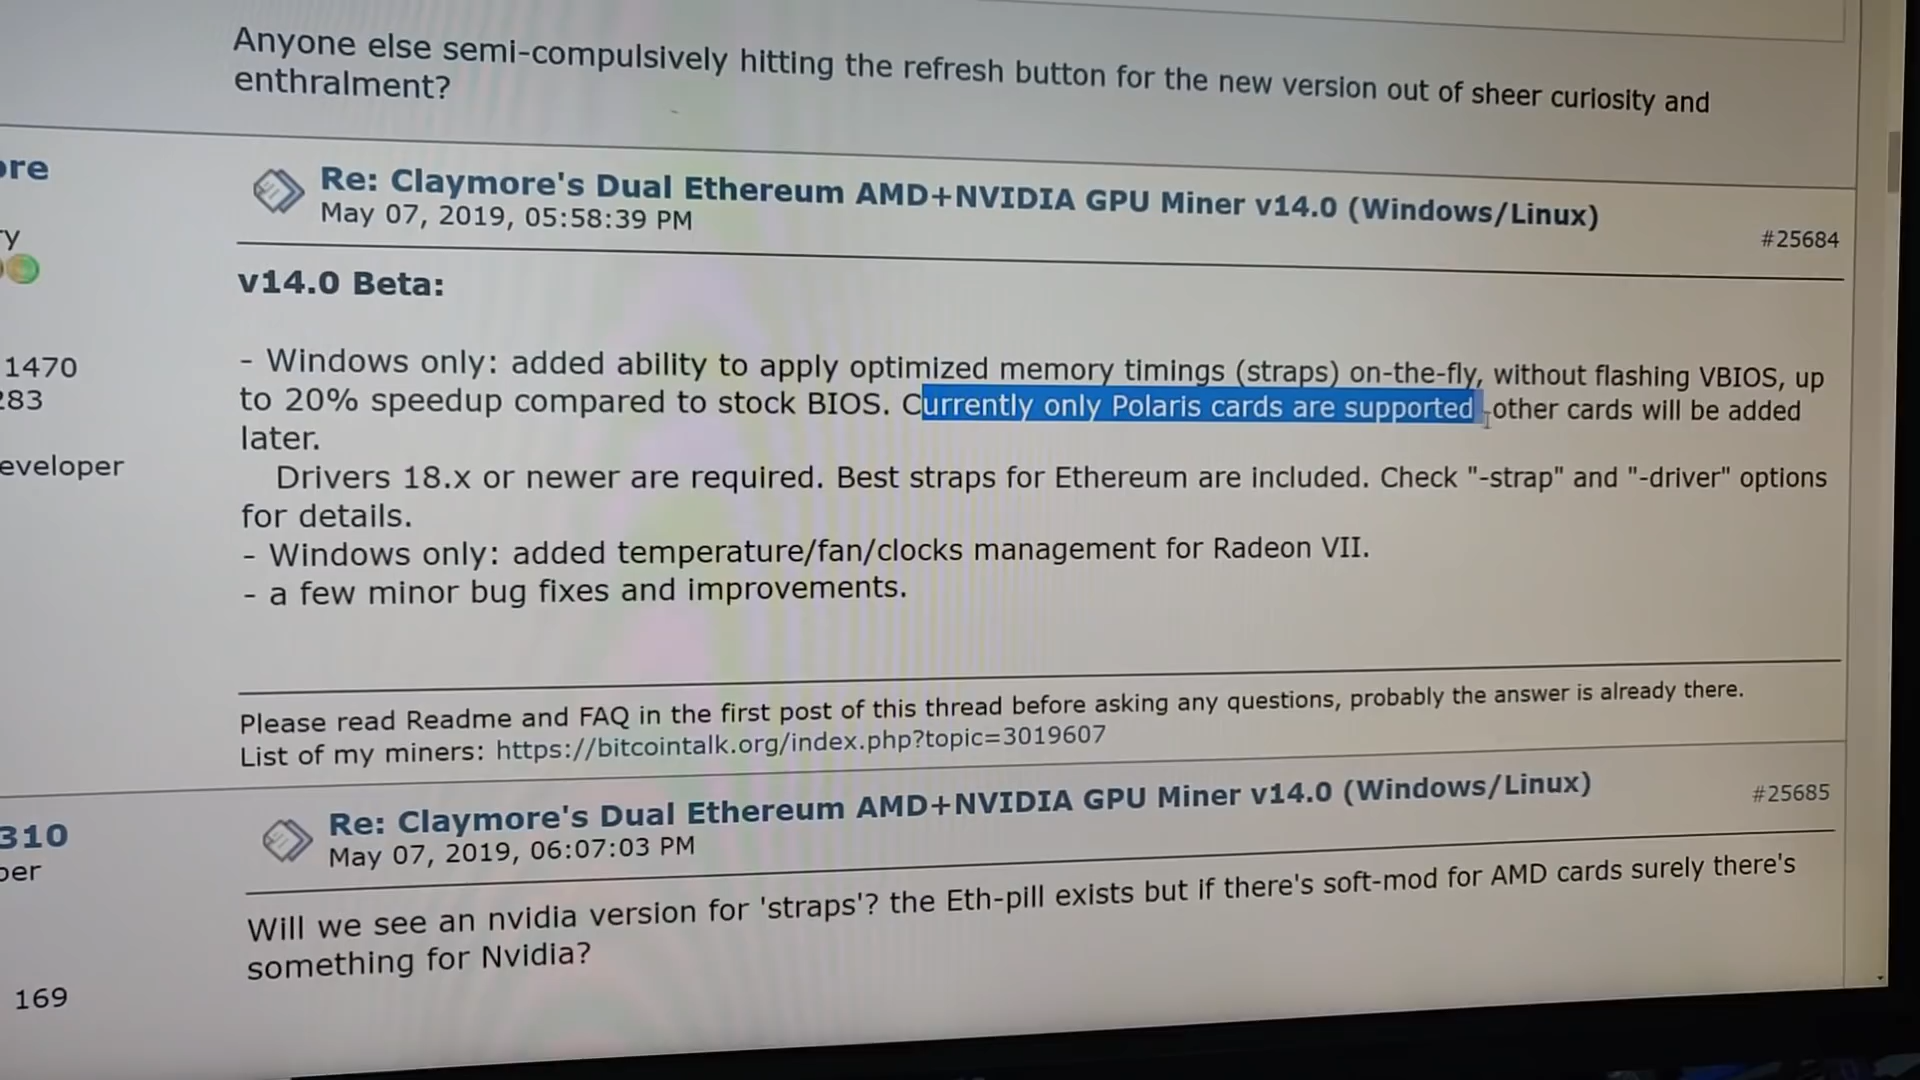 Anyone else semi-compulsively hitting the refresh button for the new version out of sheer curiosity and
enthralment?
Re: Claymore's Dual Ethereum AMD+NVIDIA GPU Miner v14.0 (Windows/Linux)
May 07, 2019, 05:58:39 PM
#25684
v14.0 Beta:
1470
- Windows only: added ability to apply optimized memory timings (straps) on-the-fly, without flashing VBIOS, up
283
to 20% speedup compared to stock BIOS. Currently only Polaris cards are supported other cards will be added
later.
eveloper
Drivers 18.x or newer are required. Best straps for Ethereum are included. Check "-strap" and "-driver" options
for details.
- Windows only: added temperature/fan/clocks management for Radeon VII.
- a few minor bug fixes and improvements.
Please read Readme and FAQ in the first post of this thread before asking any questions, probably the answer is already there.
List of my miners: https://bitcointalk.org/index.php?topic=3019607
310
Re: Claymore's Dual Ethereum AMD+NVIDIA GPU Miner v14.0 (Windows/Linux)
May 07, 2019, 06:07:03 PM
#25685
ber
Will we see an nvidia version for 'straps'? the Eth-pill exists but if there's soft-mod for AMD cards surely there's
something for Nvidia?
169